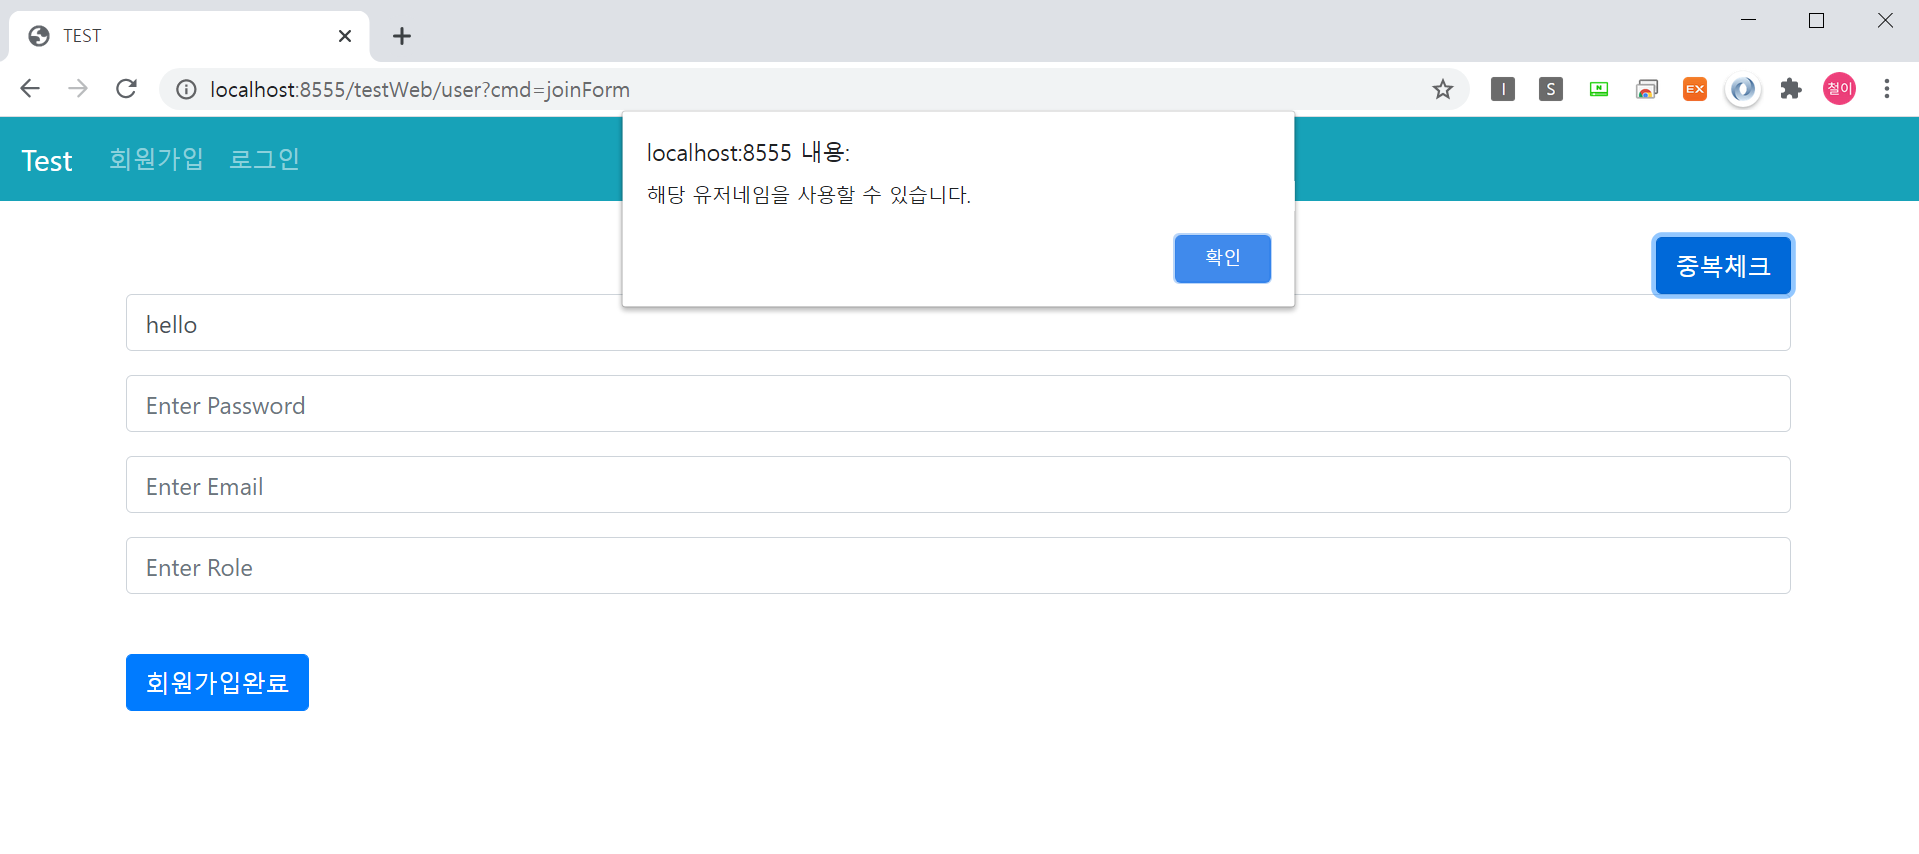 TEST
localhost:8555/testWeb/user?cmd=joinForm
I
S
N
EX
철이
Test 회원가입 로그인
localhost:8555 내용:
해당 유저네임을 사용할 수 있습니다.
확인
중복체크
hello
Enter Password
Enter Email
Enter Role
회원가입완료